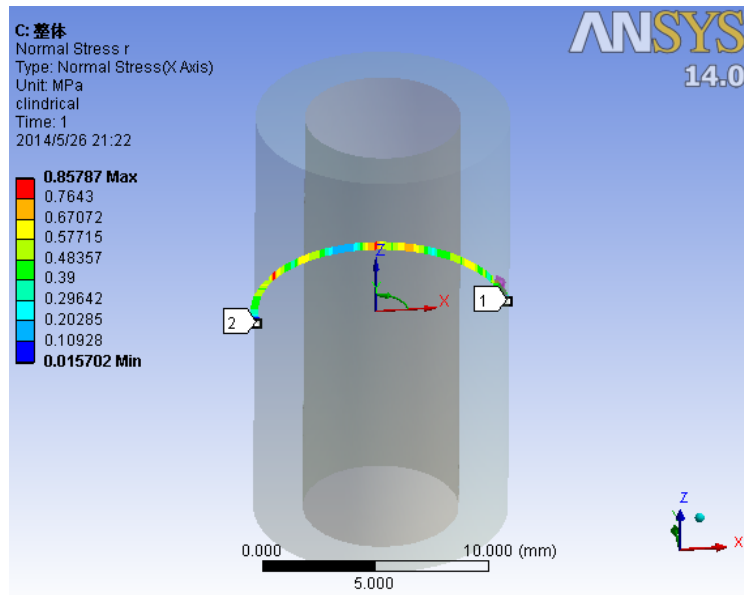 C: 整体
Normal Stress r
Type: Normal Stress(X Axis)
Unit: MPa
clindrical
Time: 1
2014/5/26 21:22
ANSYS
14.0
0.85787 Max
0.7643
0.67072
0.57715
0.48357
0.39
0.29642
0.20285
0.10928
0.015702 Min
Z
X
1
2
0.000
10.000 (mm)
5.000
Z
X